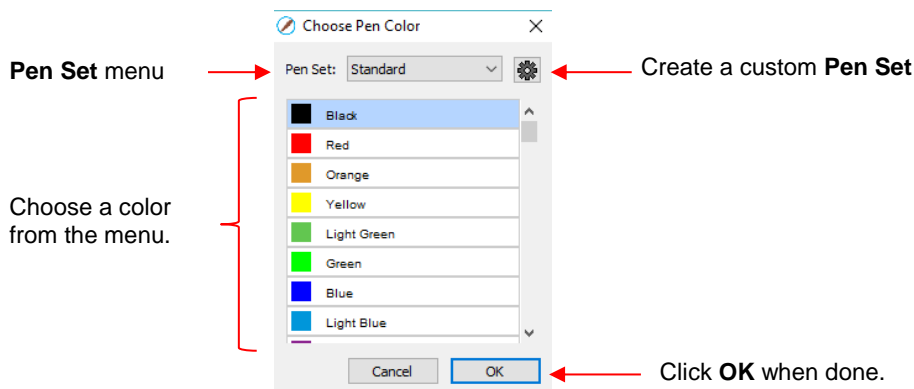 Choose Pen Color
Pen Set menu
Pen Set: Standard
Create a custom Pen Set
Black
Red
Orange
Yellow
Choose a color
from the menu.
Light Green
Green
Blue
Light Blue
Cancel OK
Click OK when done.